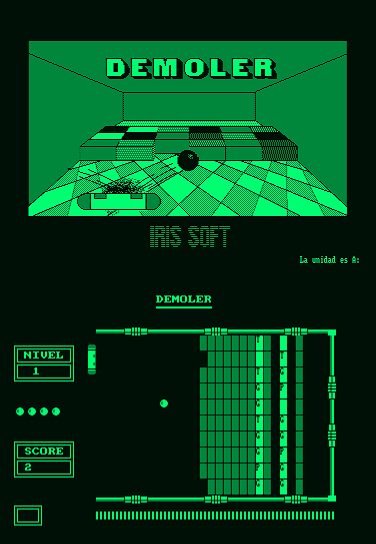 DEMOLER
IRIS SOFT
La unidad es A:
DEMOLER
NIVEL
1
SCORE
2